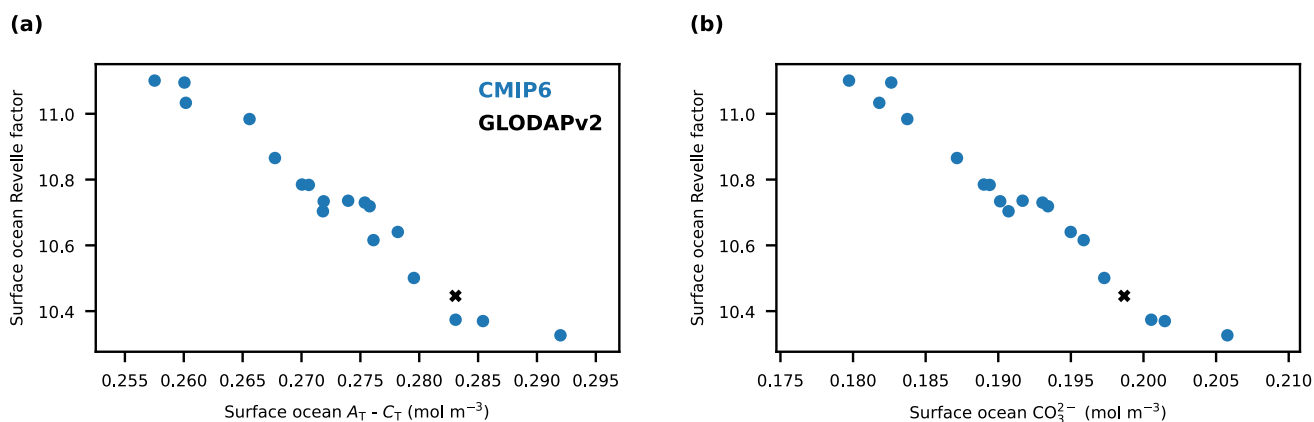 (a)
CMIP6
GLODAPv2
Surface ocean Revelle factor
11.0
10.8
10.6
10.4
0.255 0.260 0.265 0.270 0.275 0.280 0.285 0.290 0.295
Surface ocean A_T - C_T (mol m⁻³)
(b)
Surface ocean Revelle factor
11.0
10.8
10.6
10.4
0.175 0.180 0.185 0.190 0.195 0.200 0.205 0.210
Surface ocean CO₃²⁻ (mol m⁻³)